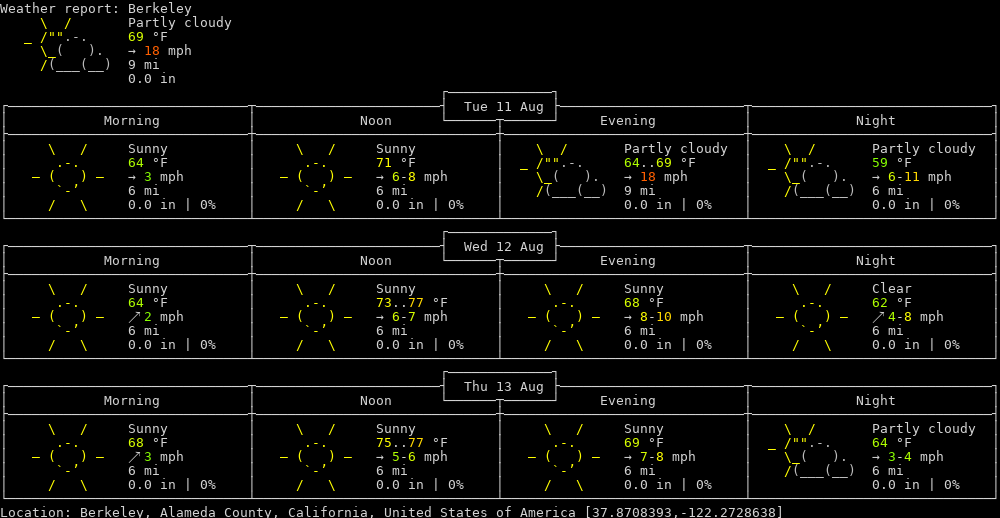 Weather report: Berkeley
Partly cloudy
69 °F
→ 18 mph
9 mi
0.0 in
Tue 11 Aug
Morning Noon Evening Night
Sunny Sunny Partly cloudy Partly cloudy
64 °F 71 °F 64..69 °F 59 °F
→ 3 mph → 6-8 mph → 18 mph → 6-11 mph
6 mi 6 mi 9 mi 6 mi
0.0 in | 0% 0.0 in | 0% 0.0 in | 0% 0.0 in | 0%
Wed 12 Aug
Morning Noon Evening Night
Sunny Sunny Sunny Clear
64 °F 73..77 °F 68 °F 62 °F
↗ 2 mph → 6-7 mph → 8-10 mph ↗ 4-8 mph
6 mi 6 mi 6 mi 6 mi
0.0 in | 0% 0.0 in | 0% 0.0 in | 0% 0.0 in | 0%
Thu 13 Aug
Morning Noon Evening Night
Sunny Sunny Sunny Partly cloudy
68 °F 75..77 °F 69 °F 64 °F
↗ 3 mph → 5-6 mph → 7-8 mph → 3-4 mph
6 mi 6 mi 6 mi 6 mi
0.0 in | 0% 0.0 in | 0% 0.0 in | 0% 0.0 in | 0%
Location: Berkeley, Alameda County, California, United States of America [37.8708393,-122.2728638]